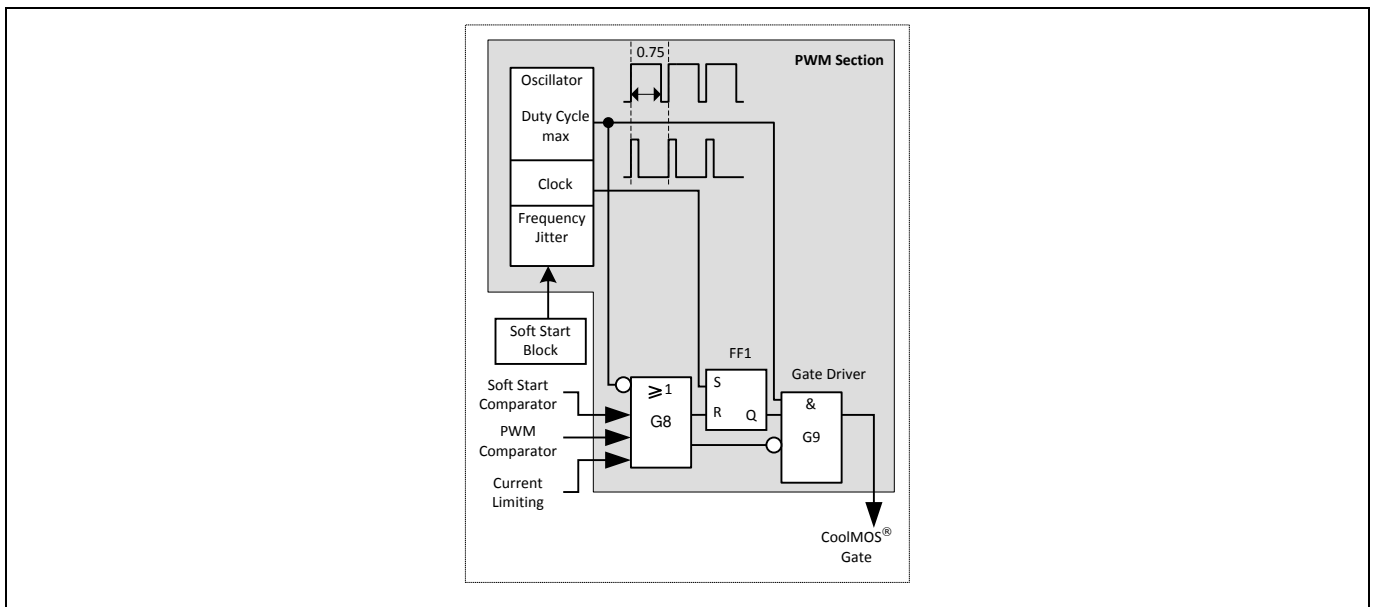 0.75
PWM Section
Oscillator
Duty Cycle
max
Clock
Frequency
Jitter
Soft Start
Block
FF1
Gate Driver
Soft Start
Comparator
PWM
Comparator
Current
Limiting
≥1
G8
S
R
Q
&
G9
CoolMOS®
Gate